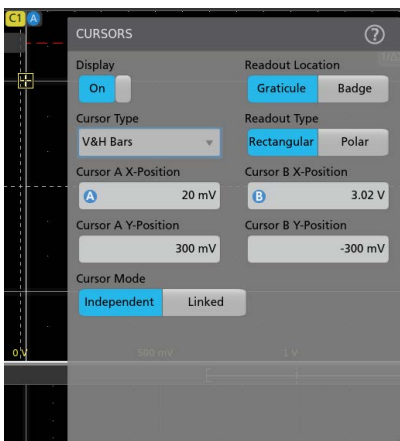 C1 A
CURSORS ?
Display Readout Location
On Graticule Badge
Cursor Type Readout Type
V&H Bars Rectangular Polar
Cursor A X-Position Cursor B X-Position
A 20 mV B 3.02 V
Cursor A Y-Position Cursor B Y-Position
300 mV -300 mV
Cursor Mode
Independent Linked
0 V 500 mV 1 V